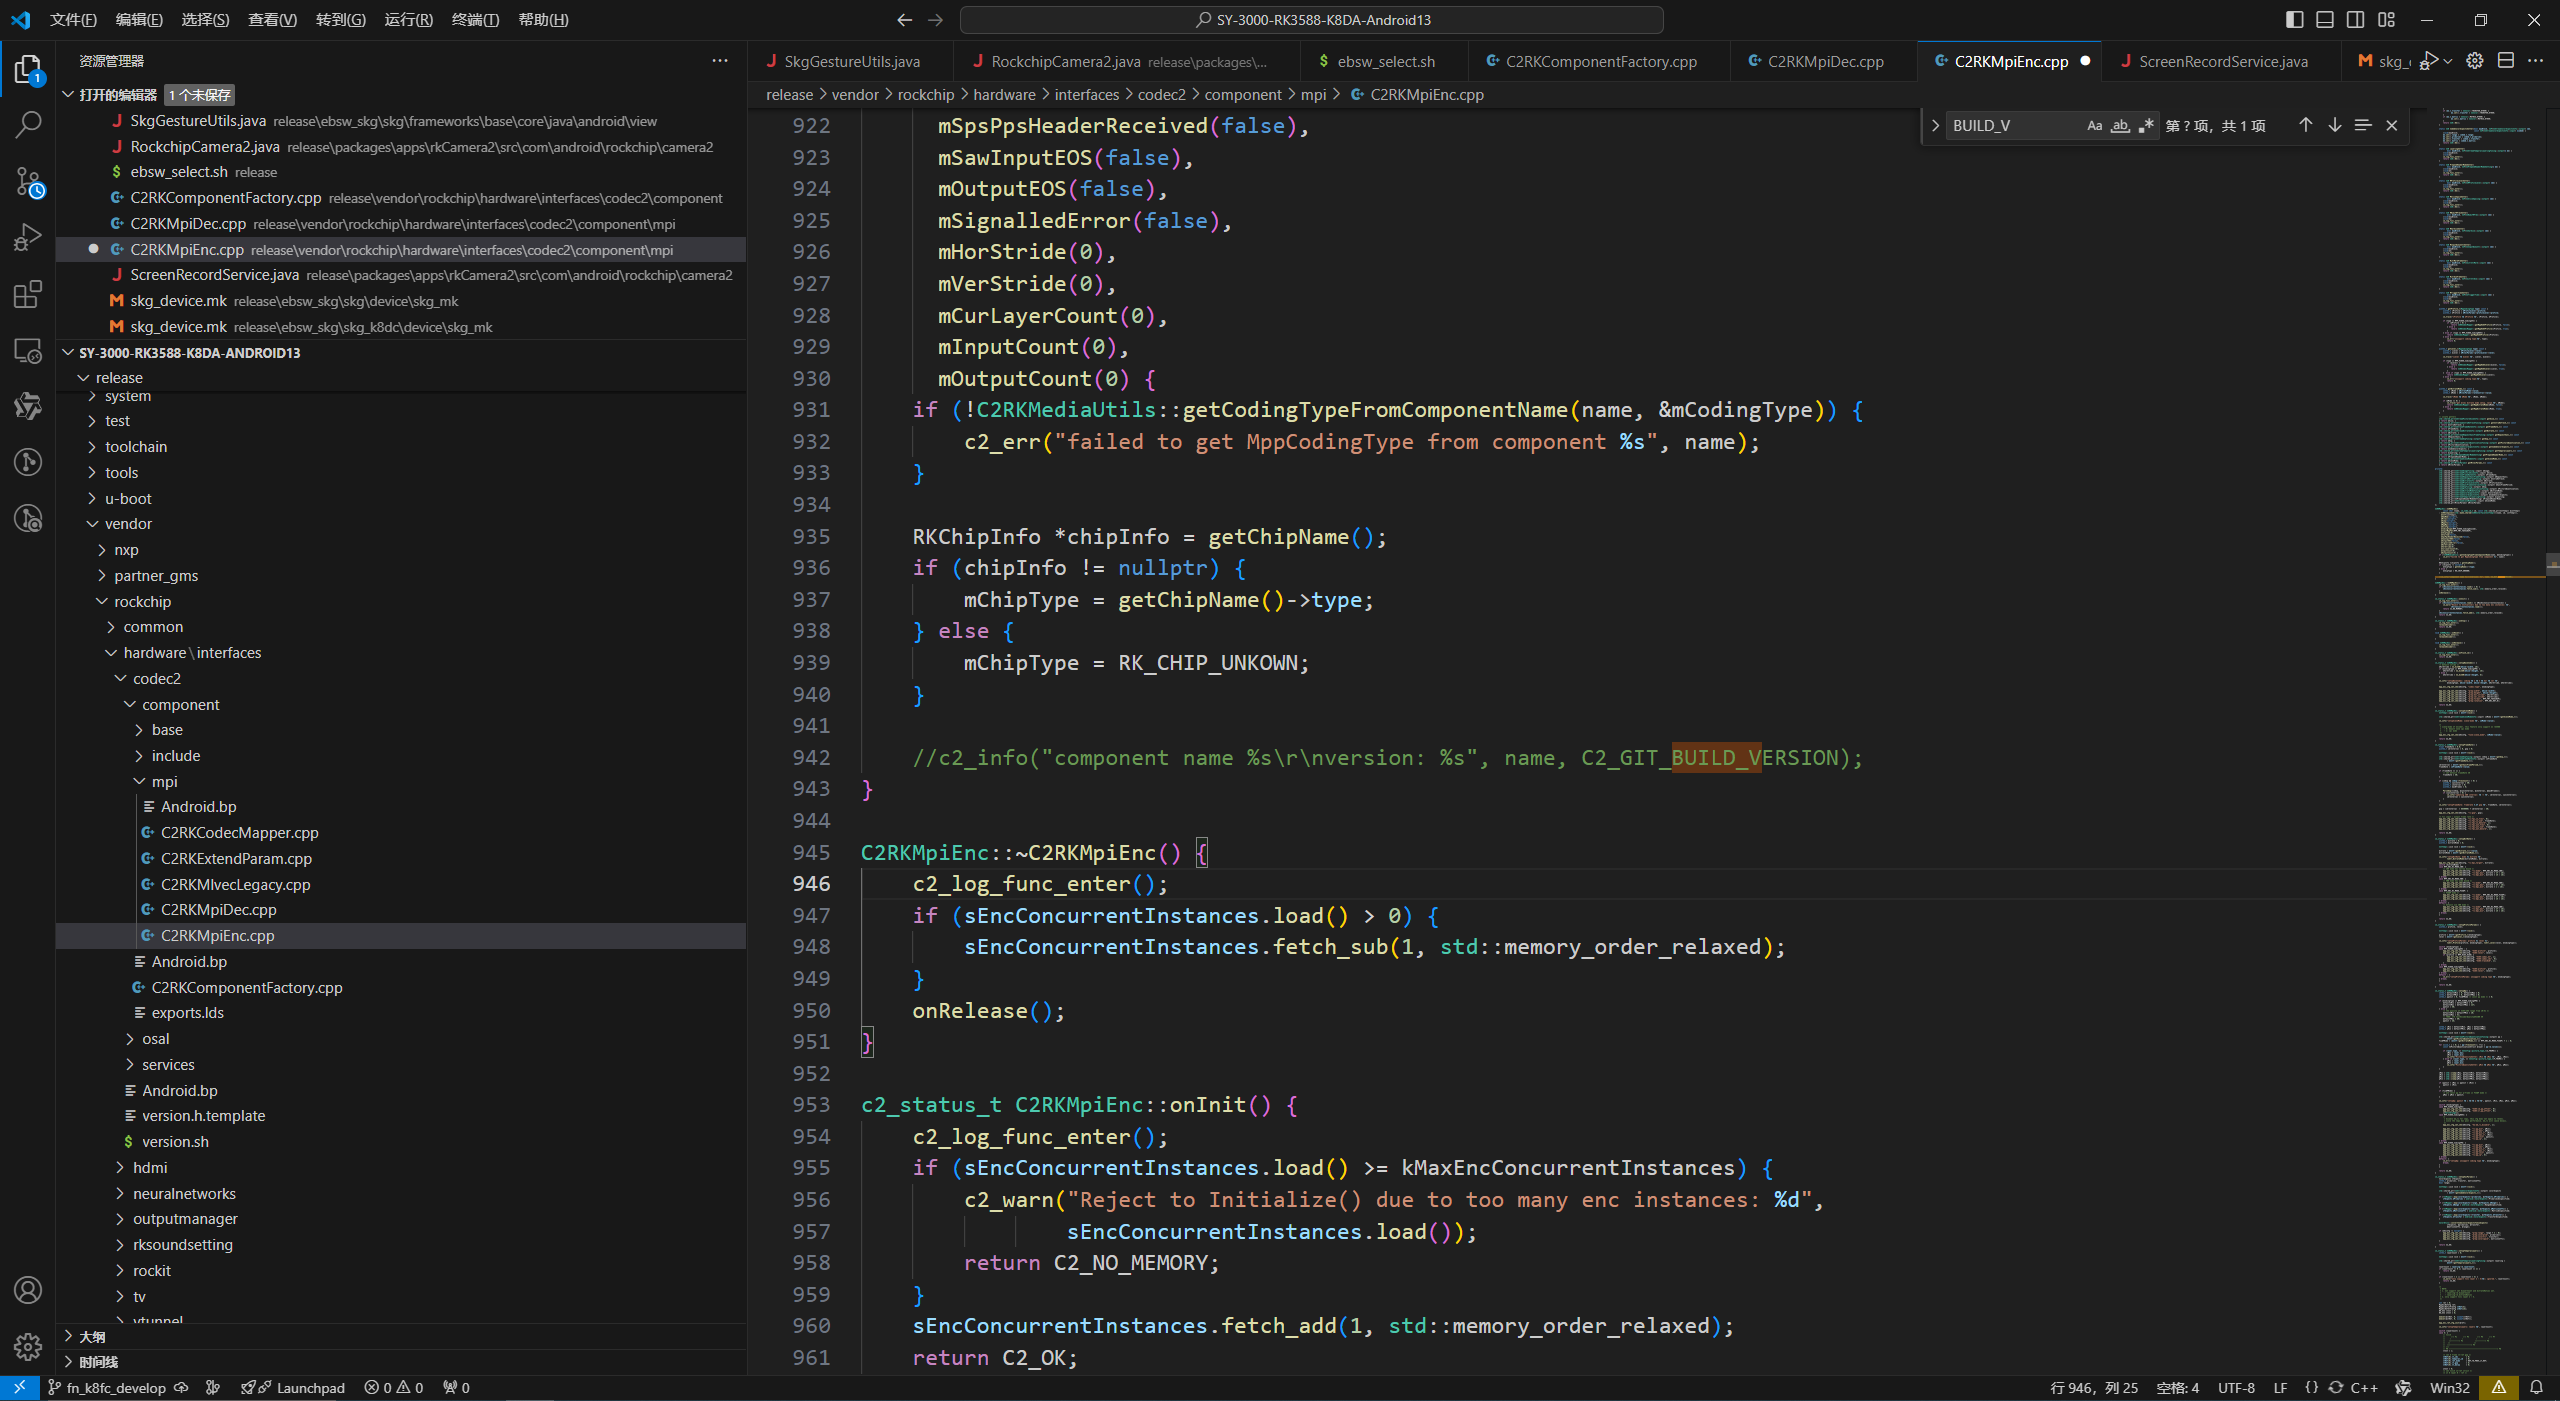 文件(F) 编辑(E) 选择(S) 查看(V) 转到(G) 运行(R) 终端(T) 帮助(H)
SY-3000-RK3588-K8DA-Android13
资源管理器
打开的编辑器 1 个未保存
SkgGestureUtils.java release\ebsw_skg\skg\frameworks\base\core\java\android\view
RockchipCamera2.java release\packages\apps\rkCamera2\src\com\android\rockchip\camera2
ebsw_select.sh release
C2RKComponentFactory.cpp release\vendor\rockchip\hardware\interfaces\codec2\component
C2RKMpiDec.cpp release\vendor\rockchip\hardware\interfaces\codec2\component\mpi
C2RKMpiEnc.cpp release\vendor\rockchip\hardware\interfaces\codec2\component\mpi
ScreenRecordService.java release\packages\apps\rkCamera2\src\com\android\rockchip\camera2
skg_device.mk release\ebsw_skg\skg\device\skg_mk
skg_device.mk release\ebsw_skg\skg_k8dc\device\skg_mk
SY-3000-RK3588-K8DA-ANDROID13
release
system
test
toolchain
tools
u-boot
vendor
nxp
partner_gms
rockchip
common
hardware\interfaces
codec2
component
base
include
mpi
Android.bp
C2RKCodecMapper.cpp
C2RKExtendParam.cpp
C2RKMlvecLegacy.cpp
C2RKMpiDec.cpp
C2RKMpiEnc.cpp
Android.bp
C2RKComponentFactory.cpp
exports.lds
osal
services
Android.bp
version.h.template
version.sh
hdmi
neuralnetworks
outputmanager
rksoundsetting
rockit
tv
vtunnel
大纲
时间线
SkgGestureUtils.java RockchipCamera2.java release\packages\... ebsw_select.sh C2RKComponentFactory.cpp C2RKMpiDec.cpp C2RKMpiEnc.cpp ScreenRecordService.java skg_
release > vendor > rockchip > hardware > interfaces > codec2 > component > mpi > C2RKMpiEnc.cpp
BUILD_V Aa ab 第 ? 项，共 1 项
922 mSpsPpsHeaderReceived(false),
923 mSawInputEOS(false),
924 mOutputEOS(false),
925 mSignalledError(false),
926 mHorStride(0),
927 mVerStride(0),
928 mCurLayerCount(0),
929 mInputCount(0),
930 mOutputCount(0) {
931 if (!C2RKMediaUtils::getCodingTypeFromComponentName(name, &mCodingType)) {
932 c2_err("failed to get MppCodingType from component %s", name);
933 }
934
935 RKChipInfo *chipInfo = getChipName();
936 if (chipInfo != nullptr) {
937 mChipType = getChipName()->type;
938 } else {
939 mChipType = RK_CHIP_UNKOWN;
940 }
941
942 //c2_info("component name %s\r\nversion: %s", name, C2_GIT_BUILD_VERSION);
943 }
944
945 C2RKMpiEnc::~C2RKMpiEnc() {
946 c2_log_func_enter();
947 if (sEncConcurrentInstances.load() > 0) {
948 sEncConcurrentInstances.fetch_sub(1, std::memory_order_relaxed);
949 }
950 onRelease();
951 }
952
953 c2_status_t C2RKMpiEnc::onInit() {
954 c2_log_func_enter();
955 if (sEncConcurrentInstances.load() >= kMaxEncConcurrentInstances) {
956 c2_warn("Reject to Initialize() due to too many enc instances: %d",
957 sEncConcurrentInstances.load());
958 return C2_NO_MEMORY;
959 }
960 sEncConcurrentInstances.fetch_add(1, std::memory_order_relaxed);
961 return C2_OK;
fn_k8fc_develop Launchpad 0 0 0 行 946，列 25 空格: 4 UTF-8 LF {} C++ Win32